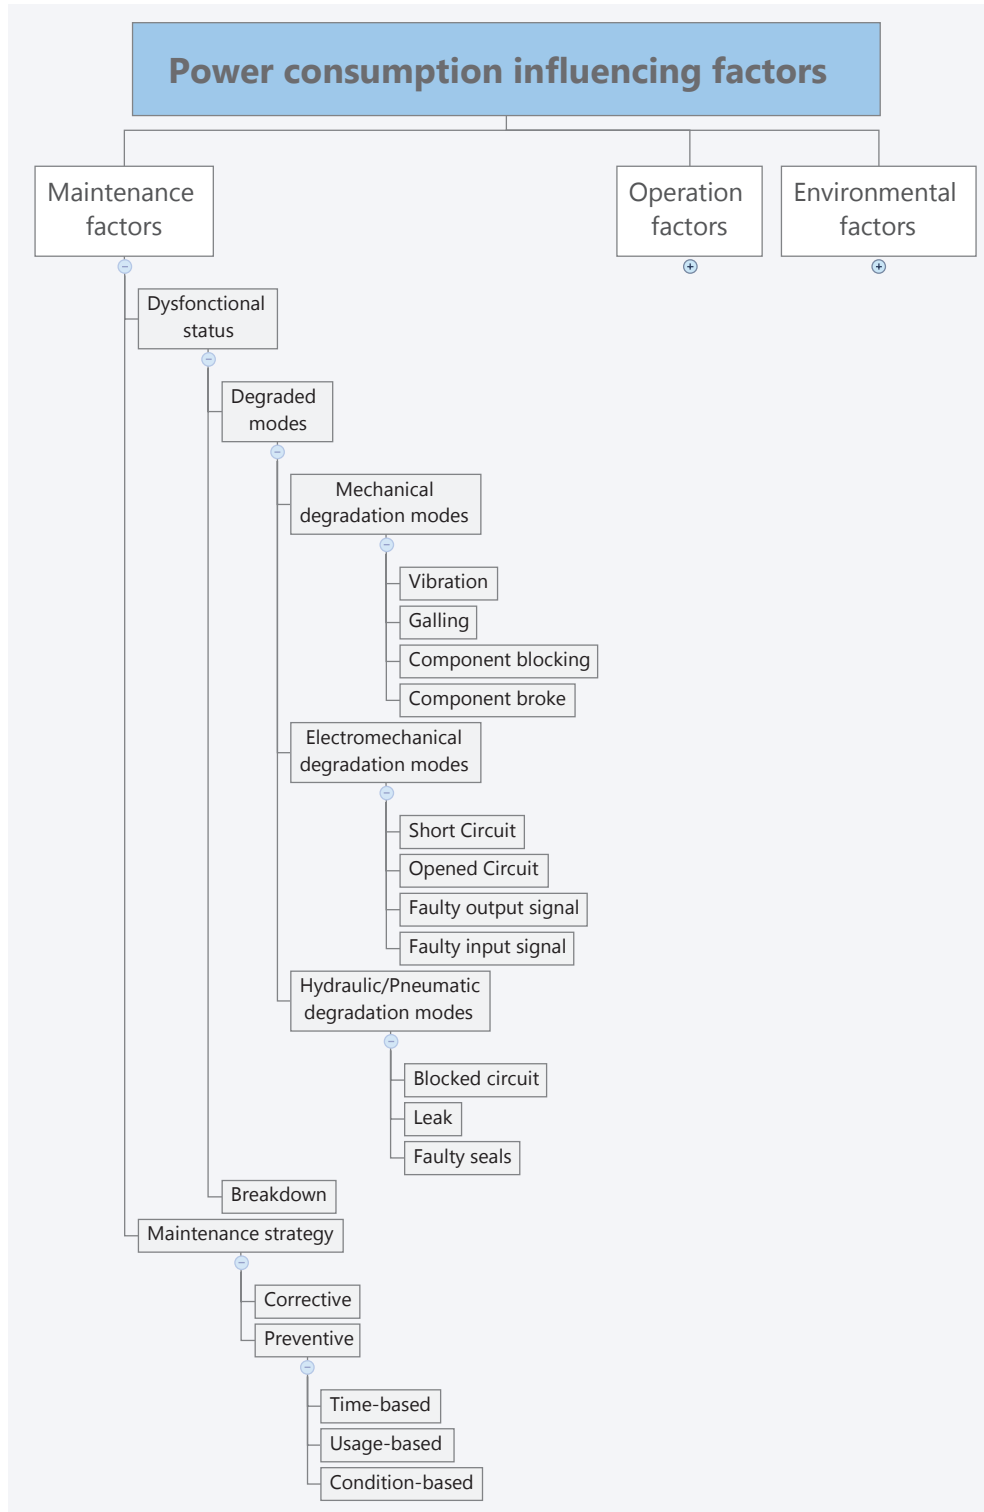 Power consumption influencing factors
Maintenance
factors
Operation
factors
Environmental
factors
Dysfonctional
status
Degraded
modes
Mechanical
degradation modes
Vibration
Galling
Component blocking
Component broke
Electromechanical
degradation modes
Short Circuit
Opened Circuit
Faulty output signal
Faulty input signal
Hydraulic/Pneumatic
degradation modes
Blocked circuit
Leak
Faulty seals
Breakdown
Maintenance strategy
Corrective
Preventive
Time-based
Usage-based
Condition-based